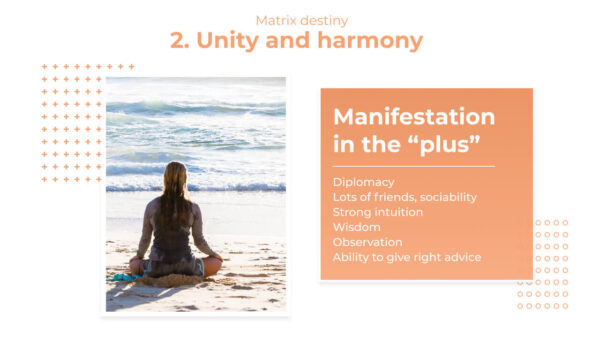 Matrix destiny
2. Unity and harmony
Manifestation
in the “plus”
Diplomacy
Lots of friends, sociability
Strong intuition
Wisdom
Observation
Ability to give right advice